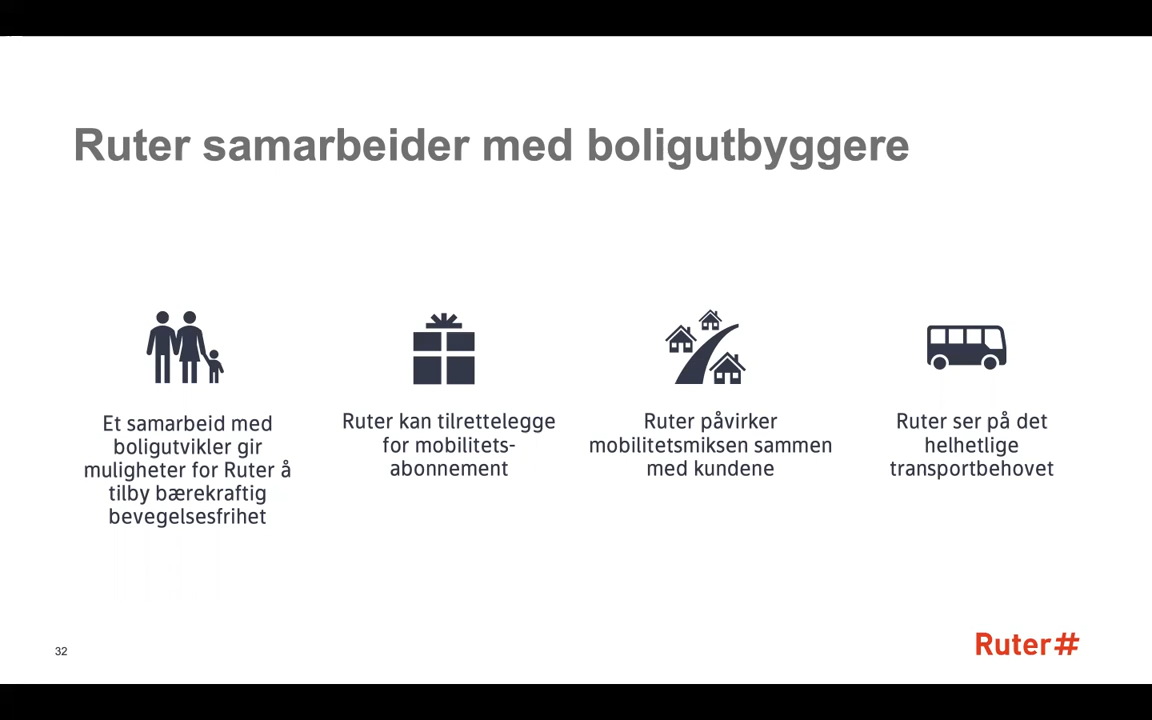 Ruter samarbeider med boligutbyggere
Et samarbeid med
boligutvikler gir
muligheter for Ruter å
tilby bærekraftig
bevegelsesfrihet
Ruter kan tilrettelegge
for mobilitets-
abonnement
Ruter påvirker
mobilitetsmiksen sammen
med kundene
Ruter ser på det
helhetlige
transportbehovet
32
Ruter#